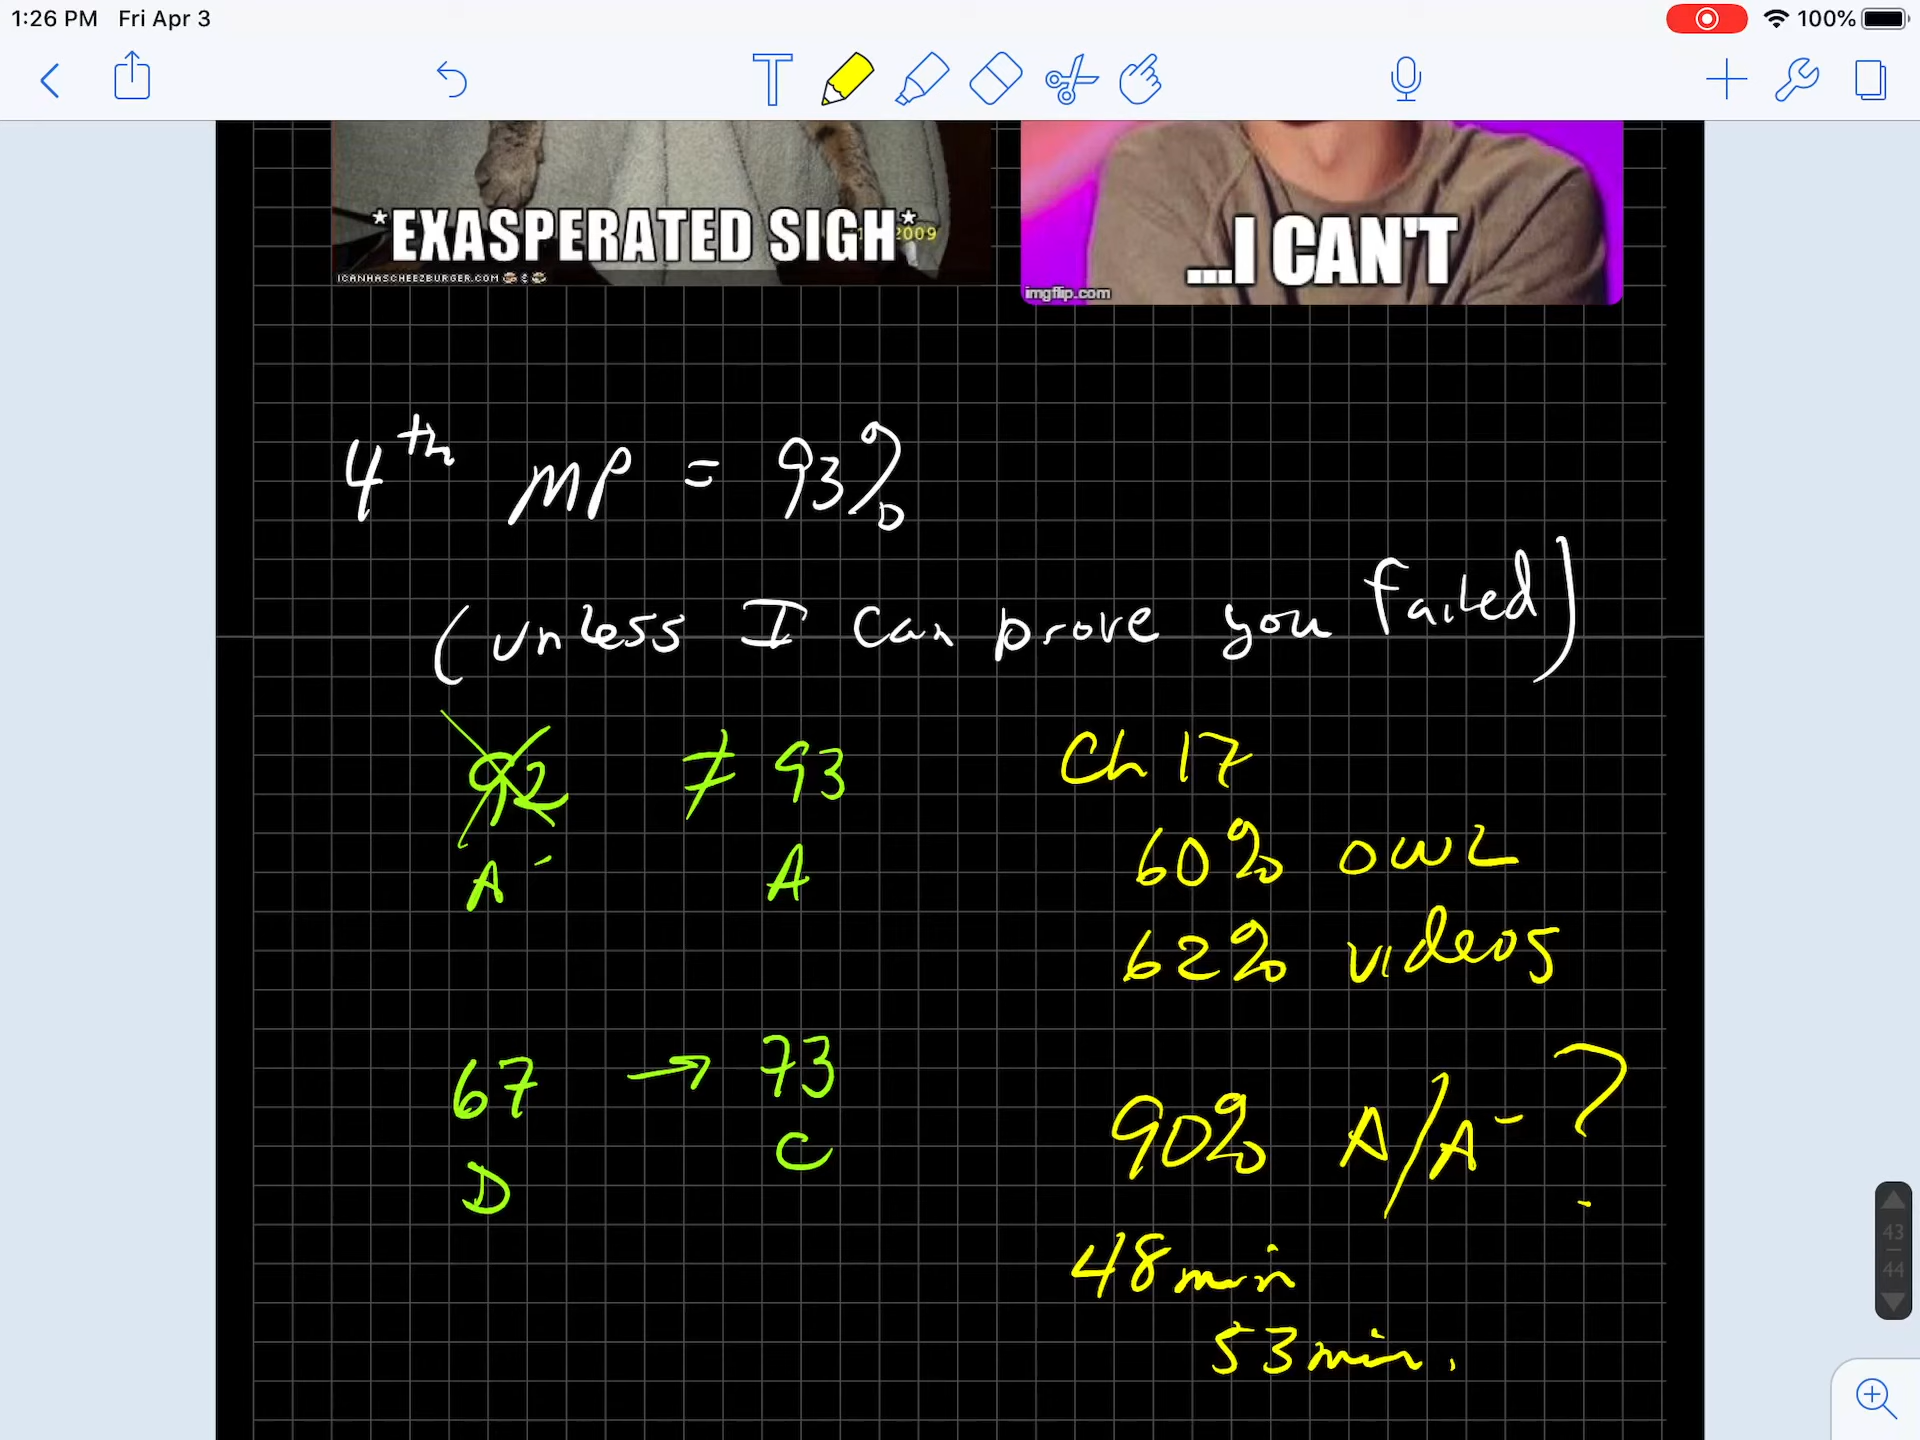 1:26 PM Fri Apr 3 100%
T
*EXASPERATED SIGH*
2009
ICANHASCHEEZBURGER.COM
...I CAN'T
imgflip.com
4th MP = 93%
(unless I can prove you failed)
92 ≠ 93
A- A
Ch 17
60% OWL
62% videos
67 → 73
D C
90% A/A- ?
48 min
53 min.
43
44